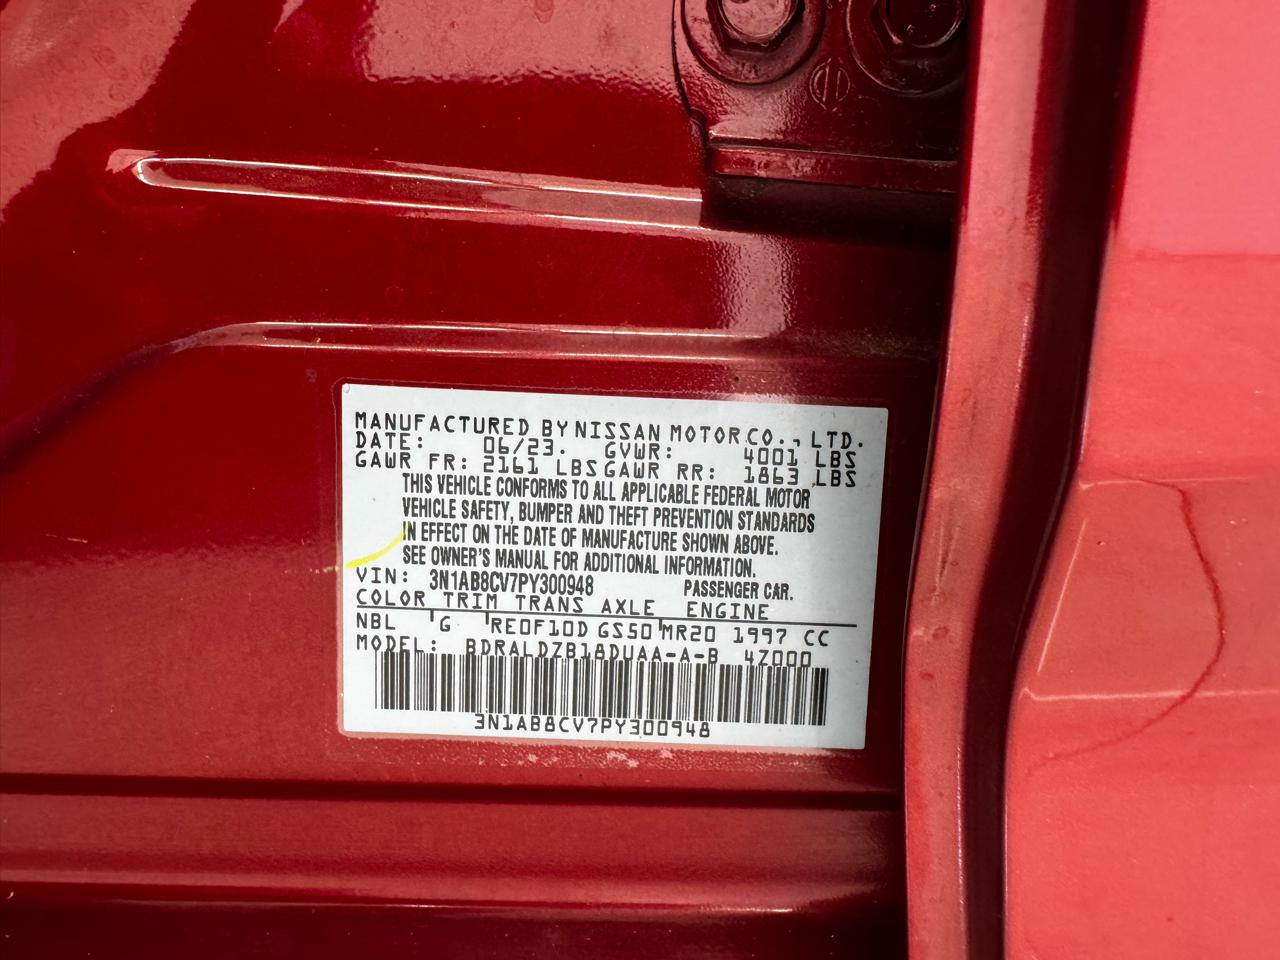 MANUFACTURED BY NISSAN MOTOR CO., LTD.
DATE: 06/23. GVWR: 4001 LBS
GAWR FR: 2161 LBS GAWR RR: 1863 LBS
THIS VEHICLE CONFORMS TO ALL APPLICABLE FEDERAL MOTOR
VEHICLE SAFETY, BUMPER AND THEFT PREVENTION STANDARDS
IN EFFECT ON THE DATE OF MANUFACTURE SHOWN ABOVE.
SEE OWNER'S MANUAL FOR ADDITIONAL INFORMATION.
VIN: 3N1AB8CV7PY300948 PASSENGER CAR.
COLOR TRIM TRANS AXLE ENGINE
NBL G RE0F10D GS50 MR20 1997 CC
MODEL: BDRALDZB18DUAA-A-B 4Z000
3N1AB8CV7PY300948